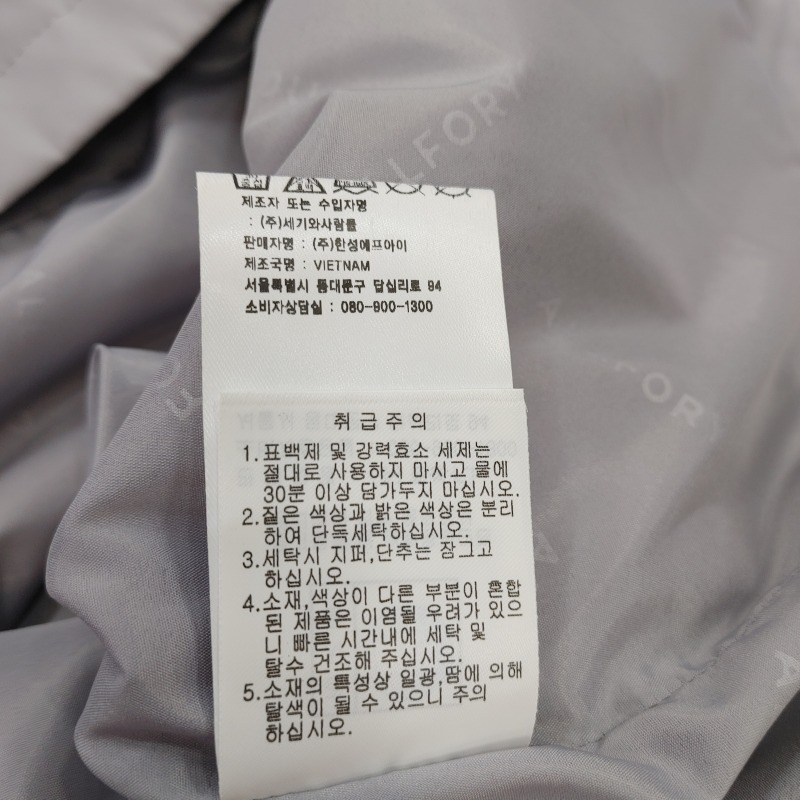 제조자 또는 수입자명
: (주)세기와사람들
판매자명 : (주)한성에프아이
제조국명 : VIETNAM
서울특별시 동대문구 답십리로 94
소비자상담실 : 080-900-1300
취급주의
1. 표백제 및 강력효소 세제는
절대로 사용하지 마시고 물에
30분 이상 담가두지 마십시오.
2. 짙은 색상과 밝은 색상은 분리
하여 단독세탁하십시오.
3. 세탁시 지퍼,단추는 장그고
하십시오.
4. 소재,색상이 다른 부분이 혼합
된 제품은 이염될 우려가 있으
니 빠른 시간내에 세탁 및
탈수 건조해 주십시오.
5. 소재의 특성상 일광,땀에 의해
탈색이 될 수 있으니 주의
하십시오.